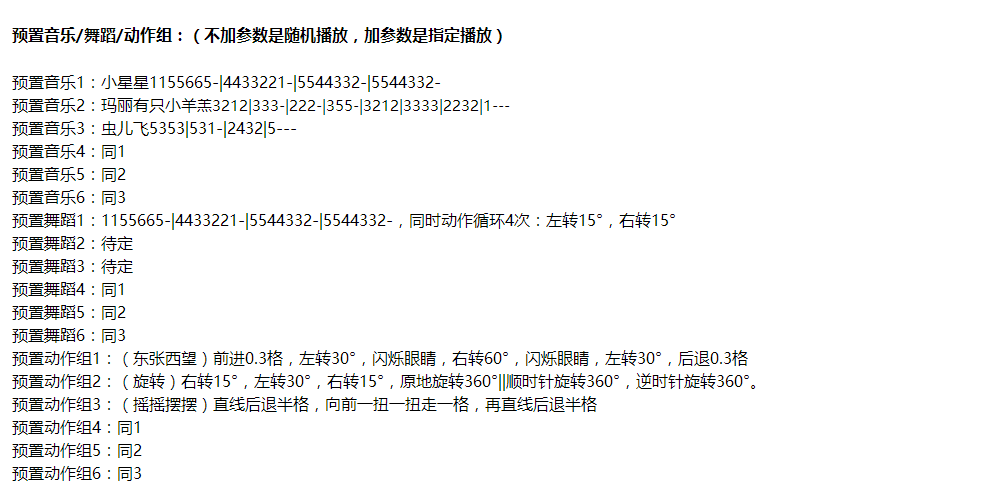 预置音乐/舞蹈/动作组：（不加参数是随机播放，加参数是指定播放）
预置音乐1：小星星1155665-|4433221-|5544332-|5544332-
预置音乐2：玛丽有只小羊羔3212|333-|222-|355-|3212|3333|2232|1---
预置音乐3：虫儿飞5353|531-|2432|5---
预置音乐4：同1
预置音乐5：同2
预置音乐6：同3
预置舞蹈1：1155665-|4433221-|5544332-|5544332-，同时动作循环4次：左转15°，右转15°
预置舞蹈2：待定
预置舞蹈3：待定
预置舞蹈4：同1
预置舞蹈5：同2
预置舞蹈6：同3
预置动作组1：（东张西望）前进0.3格，左转30°，闪烁眼睛，右转60°，闪烁眼睛，左转30°，后退0.3格
预置动作组2：（旋转）右转15°，左转30°，右转15°，原地旋转360°||顺时针旋转360°，逆时针旋转360°。
预置动作组3：（摇摇摆摆）直线后退半格，向前一扭一扭走一格，再直线后退半格
预置动作组4：同1
预置动作组5：同2
预置动作组6：同3